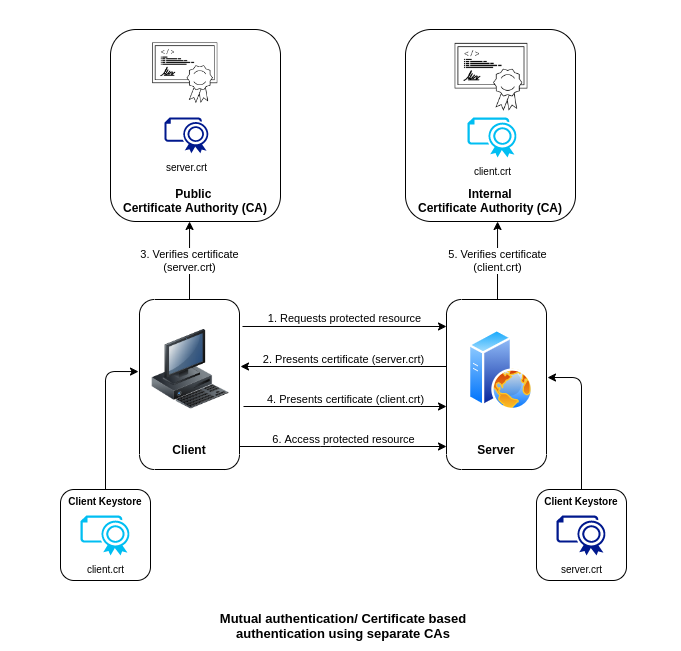 </>
</>
server.crt
client.crt
Public
Certificate Authority (CA)
Internal
Certificate Authority (CA)
3. Verifies certificate
(server.crt)
5. Verifies certificate
(client.crt)
1. Requests protected resource
2. Presents certificate (server.crt)
4. Presents certificate (client.crt)
6. Access protected resource
Client
Server
Client Keystore
client.crt
Client Keystore
server.crt
Mutual authentication/ Certificate based
authentication using separate CAs